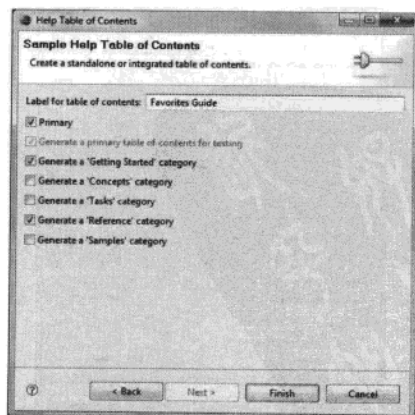 Help Table of Contents
Sample Help Table of Contents
Create a standalone or integrated table of contents.
Label for table of contents: Favorites Guide
Primary
Generate a primary table of contents for testing
Generate a 'Getting Started' category
Generate a 'Concepts' category
Generate a 'Tasks' category
Generate a 'Reference' category
Generate a 'Samples' category
? < Back Next > Finish Cancel